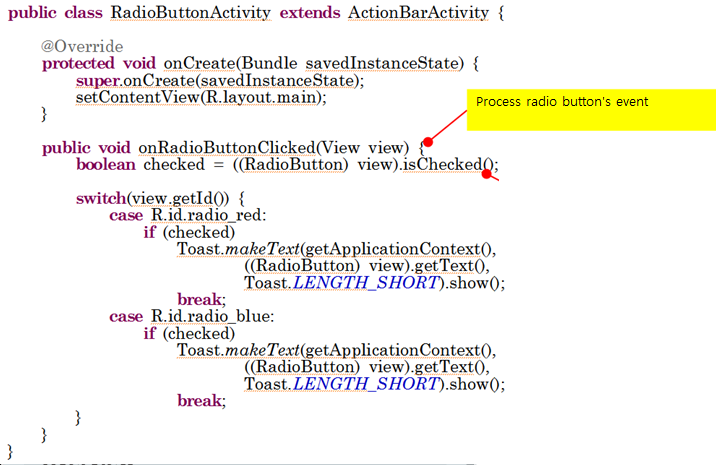 public class RadioButtonActivity extends ActionBarActivity {
@Override
protected void onCreate(Bundle savedInstanceState) {
super.onCreate(savedInstanceState);
setContentView(R.layout.main);
}
Process radio button's event
public void onRadioButtonClicked(View view) {
boolean checked = ((RadioButton) view).isChecked();
switch(view.getId()) {
case R.id.radio_red:
if (checked)
Toast.makeText(getApplicationContext(),
((RadioButton) view).getText(),
Toast.LENGTH_SHORT).show();
break;
case R.id.radio_blue:
if (checked)
Toast.makeText(getApplicationContext(),
((RadioButton) view).getText(),
Toast.LENGTH_SHORT).show();
break;
}
}
}